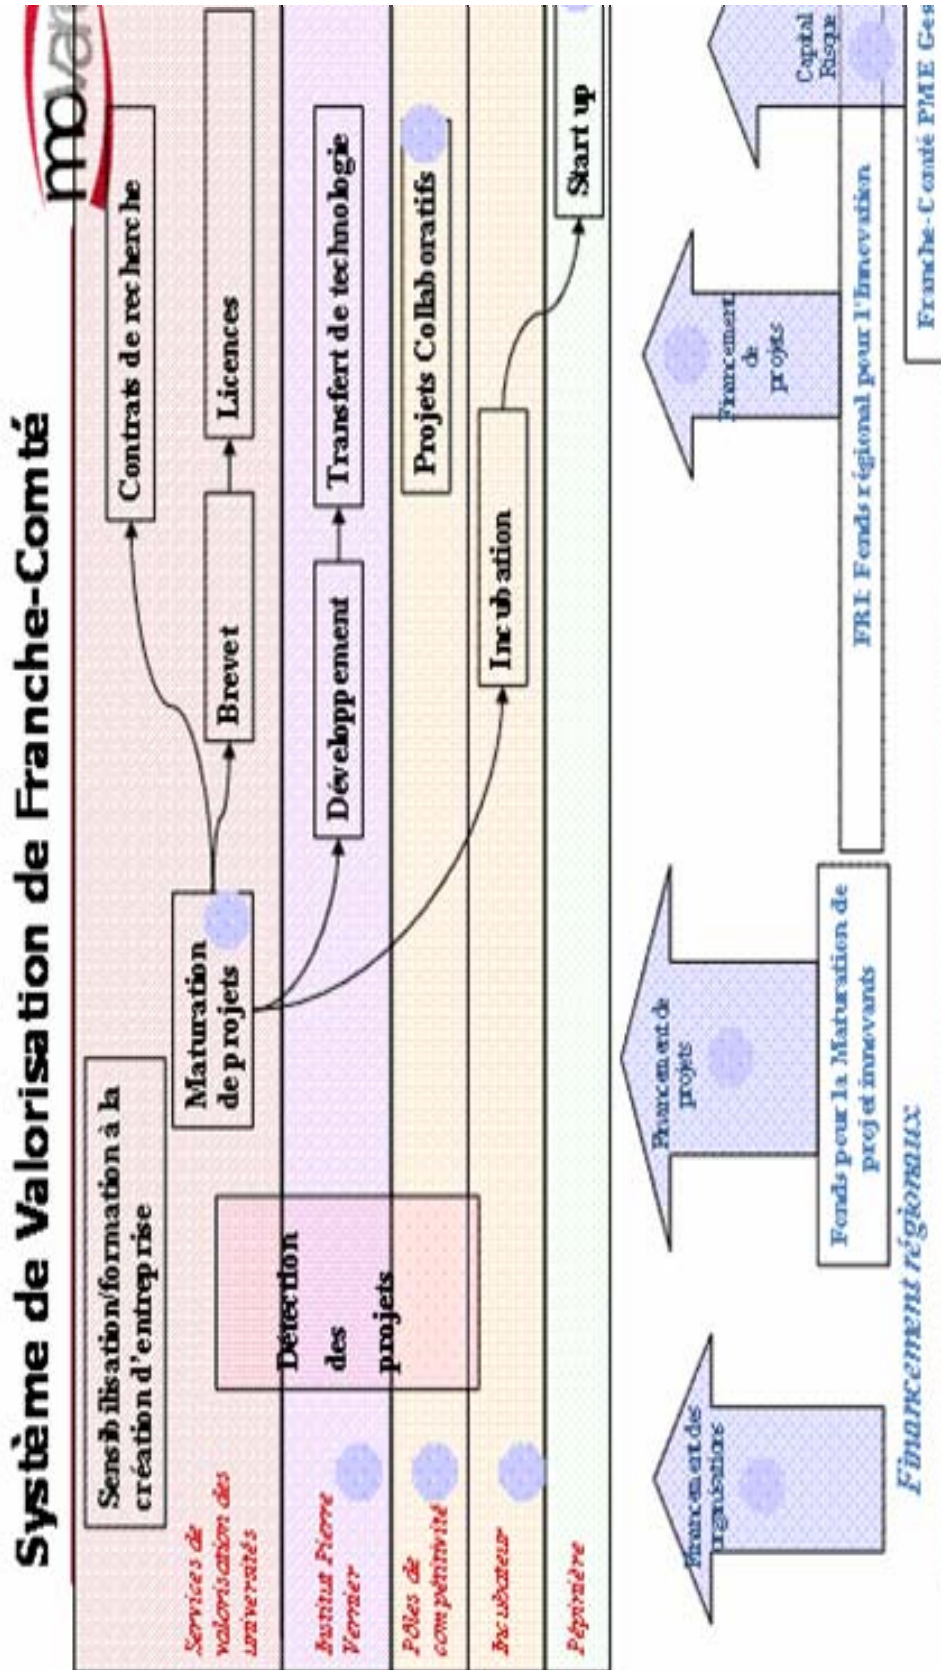 Système de Valorisation de Franche-Comté
Sensibilisation/formation à la
création d'entreprise
Services de
valorisation des
universités
Maturation
de projets
Contrats de recherche
Brevet
Licences
Institut Pierre
Vernier
Détection
des
projets
Développement
Transfert de technologie
Pôles de
compétitivité
Projets Collaboratifs
Incubateur
Incubation
Pépinière
Start up
Financement des
organisations
Financement de
projets
Financement
de
projets
Capital
Risque
Fonds pour la Maturation de
projet innovants
FRI: Fonds régional pour l'Innovation
Franche-Comté PME Ges
Financement régionaux